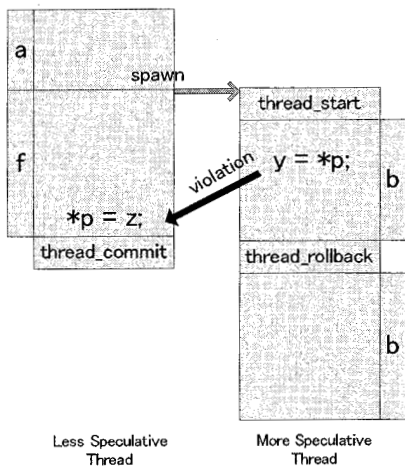 a
spawn
thread_start
f
violation
y = *p;
b
*p = z;
thread_commit
thread_rollback
b
Less Speculative
Thread
More Speculative
Thread